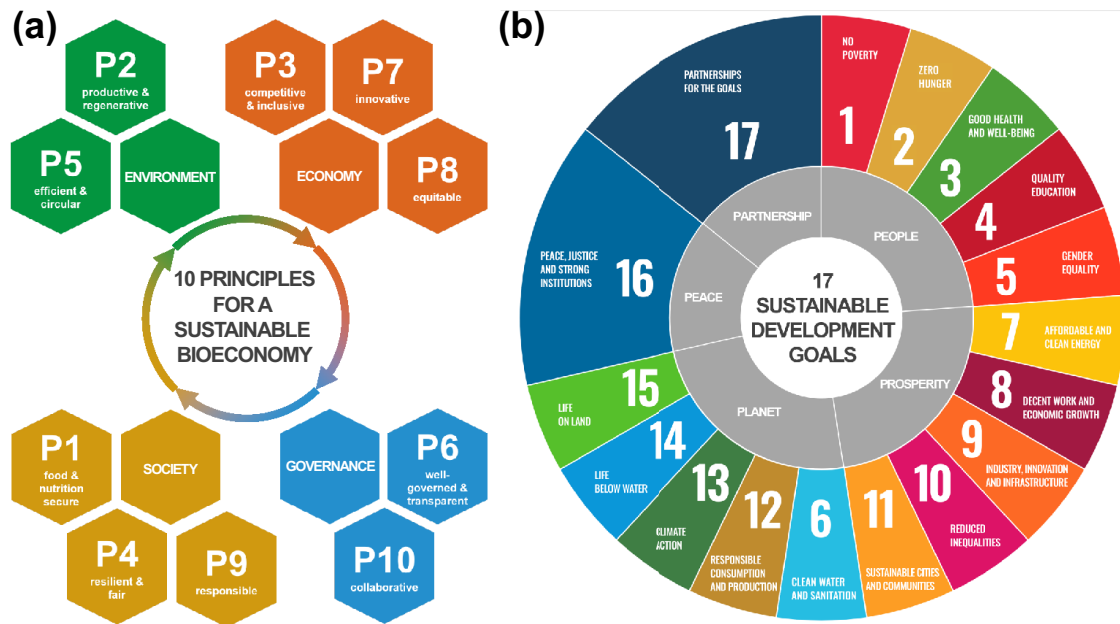 (a)
P2
productive &
regenerative
P5
efficient &
circular
ENVIRONMENT
P3
competitive
& inclusive
P7
innovative
ECONOMY
P8
equitable
10 PRINCIPLES
FOR A
SUSTAINABLE
BIOECONOMY
P1
food &
nutrition
secure
SOCIETY
P4
resilient &
fair
P9
responsible
GOVERNANCE
P6
well-
governed &
transparent
P10
collaborative
(b)
NO
POVERTY
1
ZERO
HUNGER
2
GOOD HEALTH
AND WELL-BEING
3
QUALITY
EDUCATION
4
GENDER
EQUALITY
5
AFFORDABLE AND
CLEAN ENERGY
7
DECENT WORK AND
ECONOMIC GROWTH
8
INDUSTRY, INNOVATION
AND INFRASTRUCTURE
9
REDUCED
INEQUALITIES
10
SUSTAINABLE CITIES
AND COMMUNITIES
11
CLEAN WATER
AND SANITATION
6
RESPONSIBLE
CONSUMPTION
AND PRODUCTION
12
CLIMATE
ACTION
13
LIFE
BELOW WATER
14
LIFE
ON LAND
15
PEACE, JUSTICE
AND STRONG
INSTITUTIONS
16
PARTNERSHIPS
FOR THE GOALS
17
PARTNERSHIP
PEOPLE
PEACE
PROSPERITY
PLANET
17
SUSTAINABLE
DEVELOPMENT
GOALS